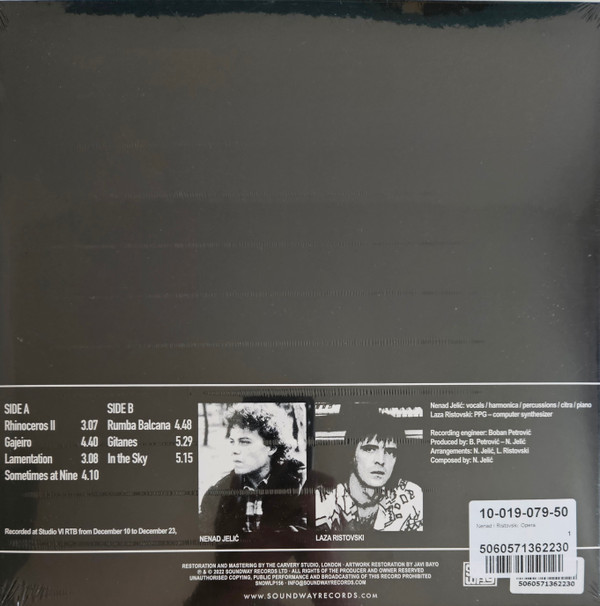 SIDE A
Rhinoceros II 3.07
Gajeiro 4.40
Lamentation 3.08
Sometimes at Nine 4.10
SIDE B
Rumba Balcana 4.48
Gitanes 5.29
In the Sky 5.15
Recorded at Studio VI RTB from December 10 to December 23,
NENAD JELIĆ
LAZA RISTOVSKI
Nenad Jelić: vocals / harmonica / percussions / citra / piano
Laza Ristovski: PPG – computer synthesizer
Recording engineer: Boban Petrović
Produced by: B. Petrović – N. Jelić
Arrangements: N. Jelić, L. Ristovski
Composed by: N. Jelić
10-019-079-50
1
5060571362230
5060571362230
RESTORATION AND MASTERING BY THE CARVERY STUDIO, LONDON · ARTWORK RESTORATION BY JAVI BAYO
℗ & © 2022 SOUNDWAY RECORDS LTD · ALL RIGHTS OF THE PRODUCER AND OWNER RESERVED
UNAUTHORISED COPYING, PUBLIC PERFORMANCE AND BROADCASTING OF THIS RECORD PROHIBITED
SNDWLP156 · INFO@SOUNDWAYRECORDS.COM
WWW.SOUNDWAYRECORDS.COM